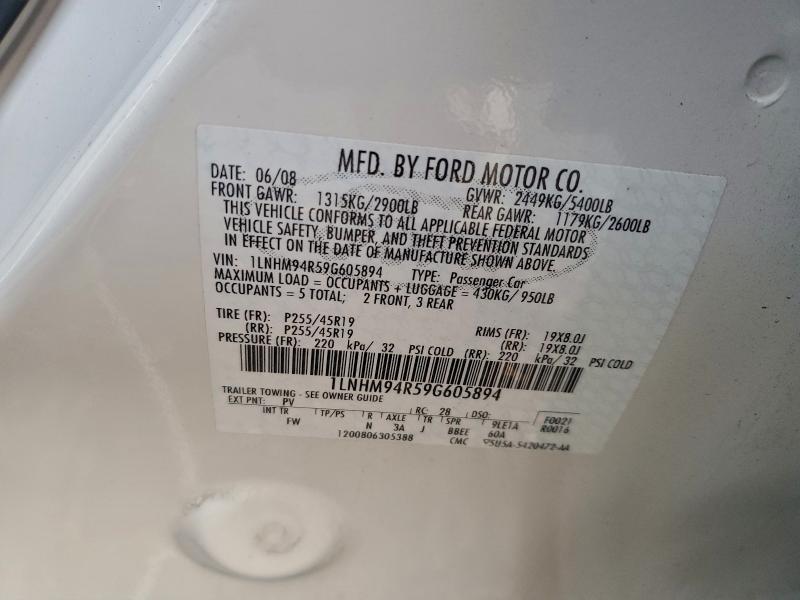 MFD. BY FORD MOTOR CO.
DATE: 06/08 GVWR: 2449KG/5400LB
FRONT GAWR: 1315KG/2900LB REAR GAWR: 1179KG/2600LB
THIS VEHICLE CONFORMS TO ALL APPLICABLE FEDERAL MOTOR
VEHICLE SAFETY, BUMPER, AND THEFT PREVENTION STANDARDS
IN EFFECT ON THE DATE OF MANUFACTURE SHOWN ABOVE.
VIN: 1LNHM94R59G605894 TYPE: Passenger Car
MAXIMUM LOAD = OCCUPANTS + LUGGAGE = 430KG/ 950LB
OCCUPANTS = 5 TOTAL; 2 FRONT, 3 REAR
TIRE (FR): P255/45R19 RIMS (FR): 19X8.0J
(RR): P255/45R19 (RR): 19X8.0J
PRESSURE (FR): 220 kPa/ 32 PSI COLD (RR): 220 kPa/ 32 PSI COLD
1LNHM94R59G605894
TRAILER TOWING - SEE OWNER GUIDE
EXT PNT: PV RC: 28 DSO: F0021
INT TR TP/PS R AXLE TR SPR 9LE1A R0016
FW N 3A J BBEE 60A
1200806305388 CMC